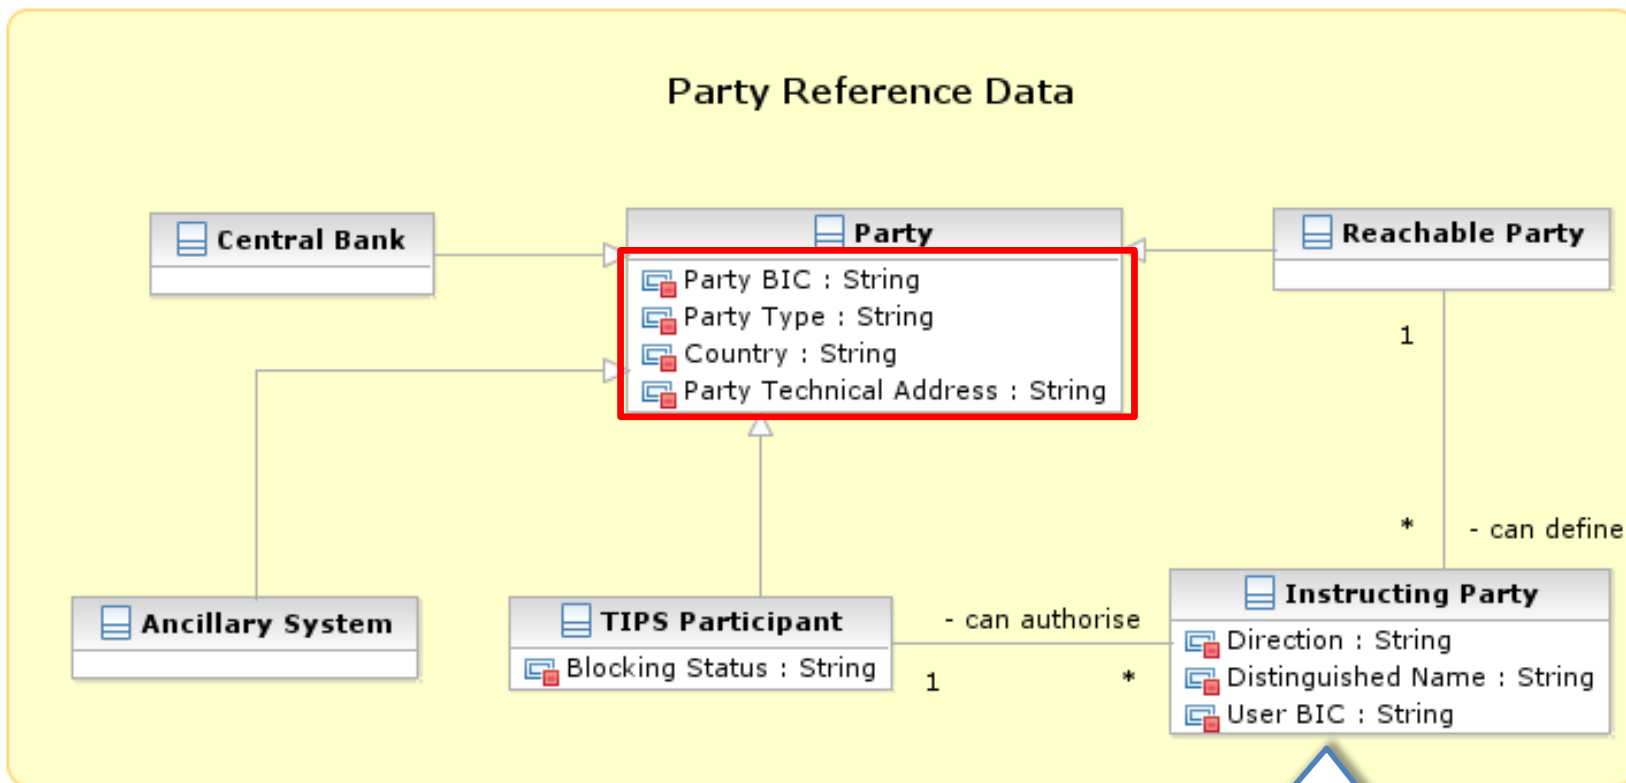 Party Reference Data
Central Bank
Party
Party BIC : String
Party Type : String
Country : String
Party Technical Address : String
Reachable Party
1
* - can define
Ancillary System
TIPS Participant
Blocking Status : String
- can authorise
1 *
Instructing Party
Direction : String
Distinguished Name : String
User BIC : String